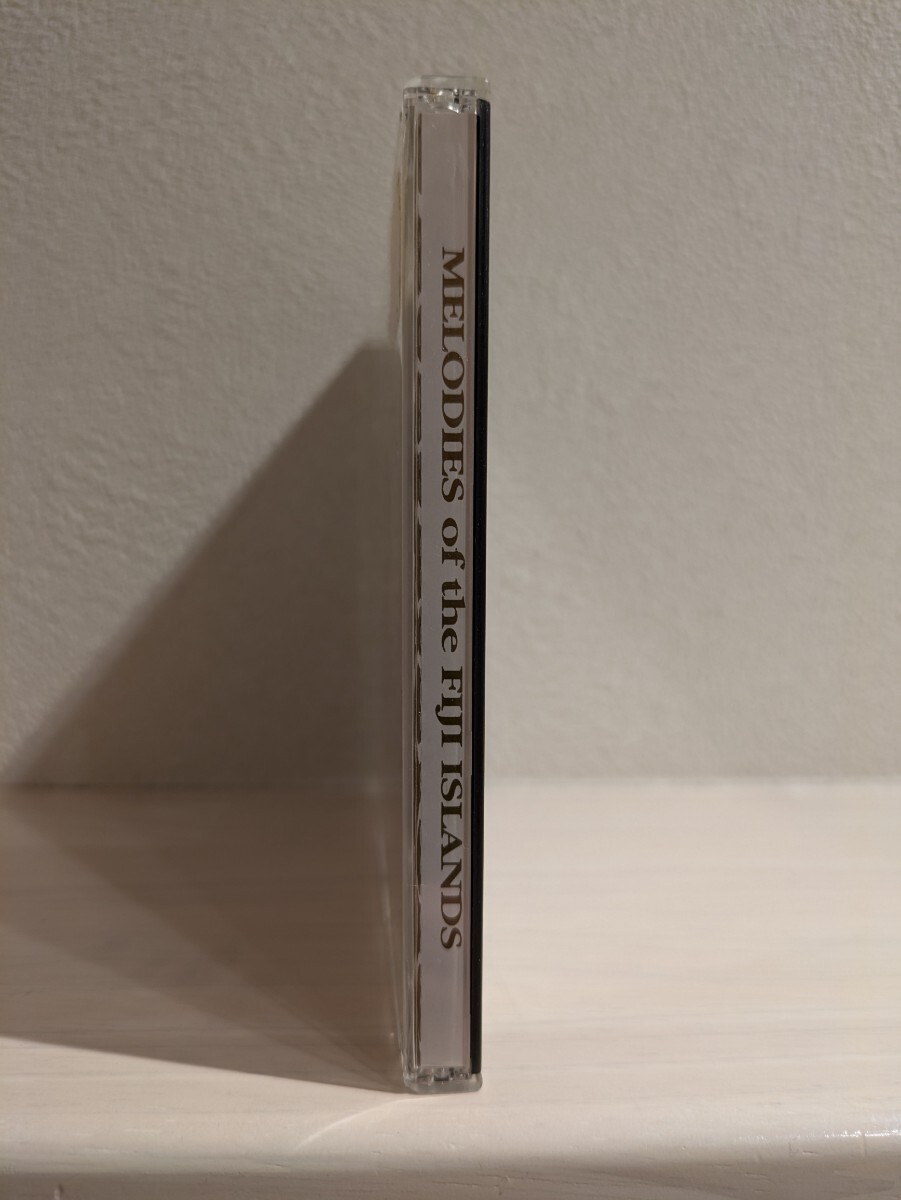 MELODIES of the FIJI ISLANDS